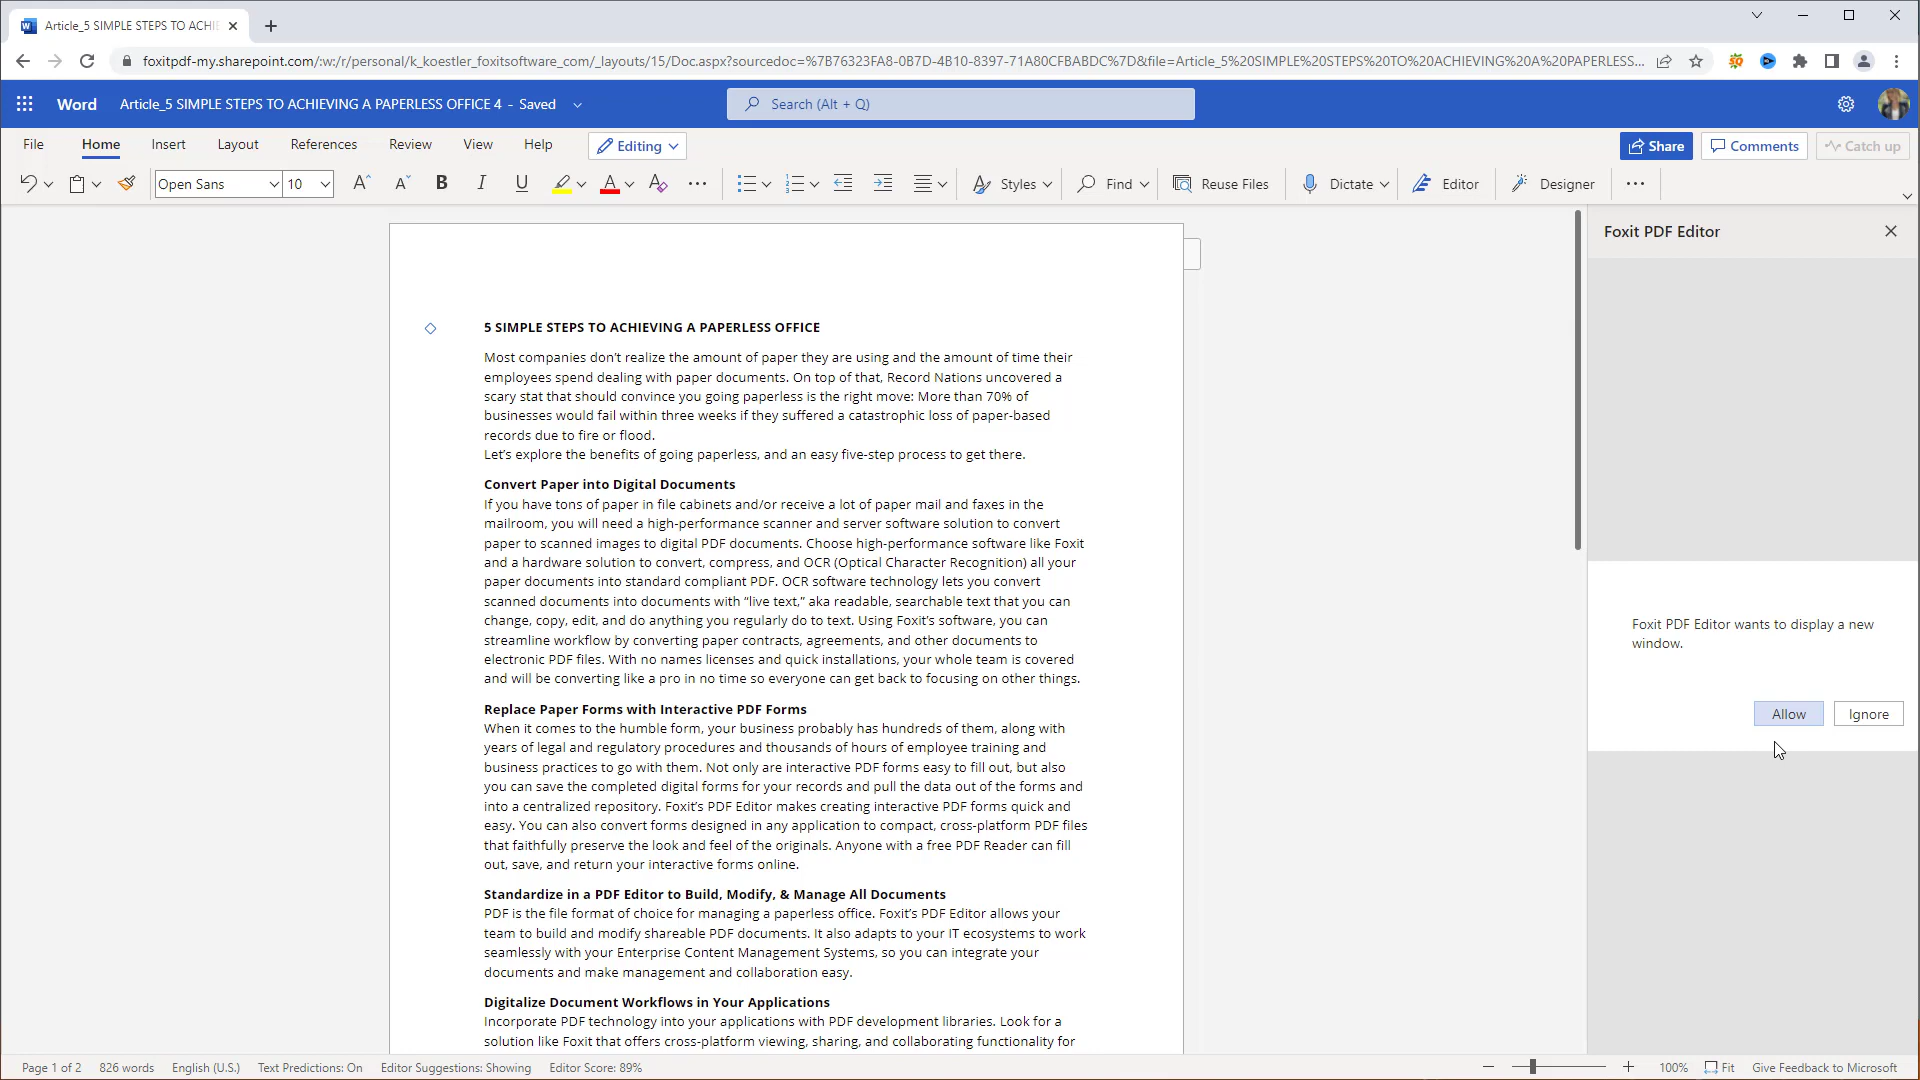 Article_5 SIMPLE STEPS TO ACHIE
foxitpdf-my.sharepoint.com/:w:/r/personal/k_koestler_foxitsoftware_com/_layouts/15/Doc.aspx?sourcedoc=%7B76323FA8-0B7D-4B10-8397-71A80CFBABDC%7D&file=Article_5%20SIMPLE%20STEPS%20TO%20ACHIEVING%20A%20PAPERLESS...
Word Article_5 SIMPLE STEPS TO ACHIEVING A PAPERLESS OFFICE 4 - Saved
Search (Alt + Q)
File Home Insert Layout References Review View Help Editing
Share Comments Catch up
Open Sans 10 B I U A Styles Find Reuse Files Dictate Editor Designer
Foxit PDF Editor
5 SIMPLE STEPS TO ACHIEVING A PAPERLESS OFFICE
Most companies don't realize the amount of paper they are using and the amount of time their
employees spend dealing with paper documents. On top of that, Record Nations uncovered a
scary stat that should convince you going paperless is the right move: More than 70% of
businesses would fail within three weeks if they suffered a catastrophic loss of paper-based
records due to fire or flood.
Let's explore the benefits of going paperless, and an easy five-step process to get there.
Convert Paper into Digital Documents
If you have tons of paper in file cabinets and/or receive a lot of paper mail and faxes in the
mailroom, you will need a high-performance scanner and server software solution to convert
paper to scanned images to digital PDF documents. Choose high-performance software like Foxit
and a hardware solution to convert, compress, and OCR (Optical Character Recognition) all your
paper documents into standard compliant PDF. OCR software technology lets you convert
scanned documents into documents with “live text,” aka readable, searchable text that you can
change, copy, edit, and do anything you regularly do to text. Using Foxit's software, you can
streamline workflow by converting paper contracts, agreements, and other documents to
electronic PDF files. With no names licenses and quick installations, your whole team is covered
and will be converting like a pro in no time so everyone can get back to focusing on other things.
Replace Paper Forms with Interactive PDF Forms
When it comes to the humble form, your business probably has hundreds of them, along with
years of legal and regulatory procedures and thousands of hours of employee training and
business practices to go with them. Not only are interactive PDF forms easy to fill out, but also
you can save the completed digital forms for your records and pull the data out of the forms and
into a centralized repository. Foxit's PDF Editor makes creating interactive PDF forms quick and
easy. You can also convert forms designed in any application to compact, cross-platform PDF files
that faithfully preserve the look and feel of the originals. Anyone with a free PDF Reader can fill
out, save, and return your interactive forms online.
Standardize in a PDF Editor to Build, Modify, & Manage All Documents
PDF is the file format of choice for managing a paperless office. Foxit's PDF Editor allows your
team to build and modify shareable PDF documents. It also adapts to your IT ecosystems to work
seamlessly with your Enterprise Content Management Systems, so you can integrate your
documents and make management and collaboration easy.
Digitalize Document Workflows in Your Applications
Incorporate PDF technology into your applications with PDF development libraries. Look for a
solution like Foxit that offers cross-platform viewing, sharing, and collaborating functionality for
Foxit PDF Editor wants to display a new
window.
Allow Ignore
Page 1 of 2 826 words English (U.S.) Text Predictions: On Editor Suggestions: Showing Editor Score: 89%
100% Fit Give Feedback to Microsoft